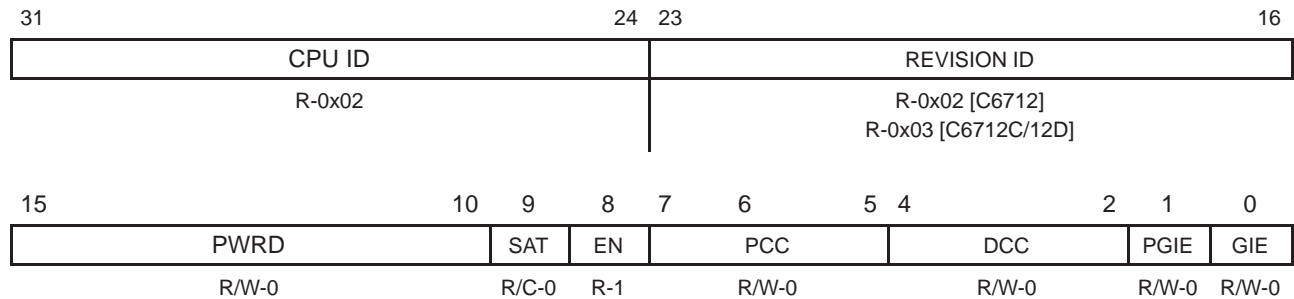 31 24 23 16
CPU ID REVISION ID
R-0x02 R-0x02 [C6712]
R-0x03 [C6712C/12D]
15 10 9 8 7 6 5 4 2 1 0
PWRD SAT EN PCC DCC PGIE GIE
R/W-0 R/C-0 R-1 R/W-0 R/W-0 R/W-0 R/W-0